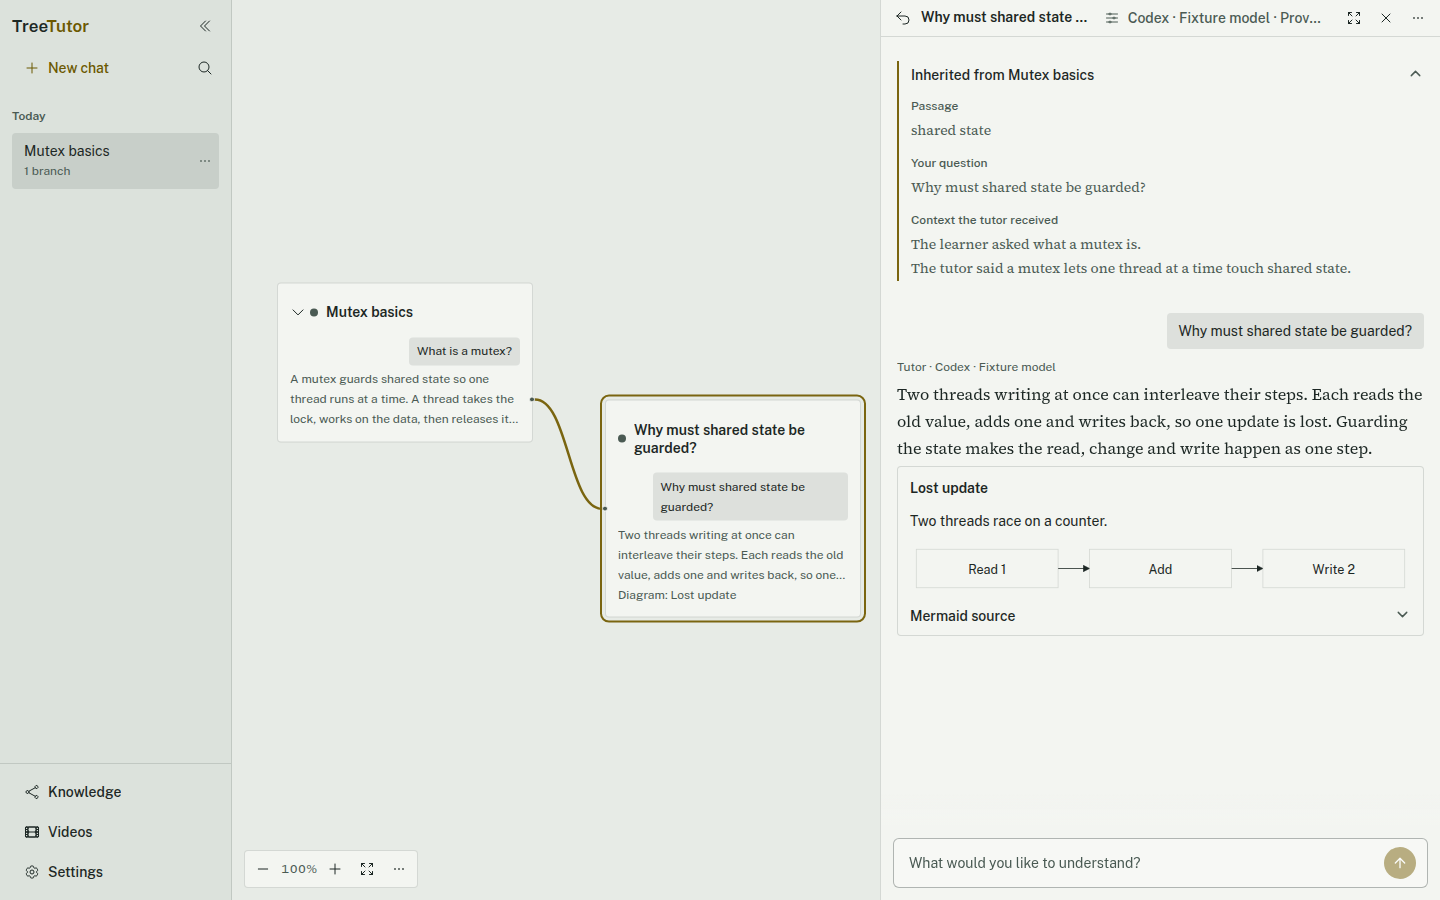 TreeTutor
New chat
Today
Mutex basics
1 branch
Knowledge
Videos
Settings
Mutex basics
What is a mutex?
A mutex guards shared state so one
thread runs at a time. A thread takes the
lock, works on the data, then releases it...
Why must shared state be
guarded?
Why must shared state be
guarded?
Two threads writing at once can
interleave their steps. Each reads the old
value, adds one and writes back, so one...
Diagram: Lost update
100%
Why must shared state ...
Codex · Fixture model · Prov...
Inherited from Mutex basics
Passage
shared state
Your question
Why must shared state be guarded?
Context the tutor received
The learner asked what a mutex is.
The tutor said a mutex lets one thread at a time touch shared state.
Why must shared state be guarded?
Tutor · Codex · Fixture model
Two threads writing at once can interleave their steps. Each reads the
old value, adds one and writes back, so one update is lost. Guarding
the state makes the read, change and write happen as one step.
Lost update
Two threads race on a counter.
Read 1
Add
Write 2
Mermaid source
What would you like to understand?